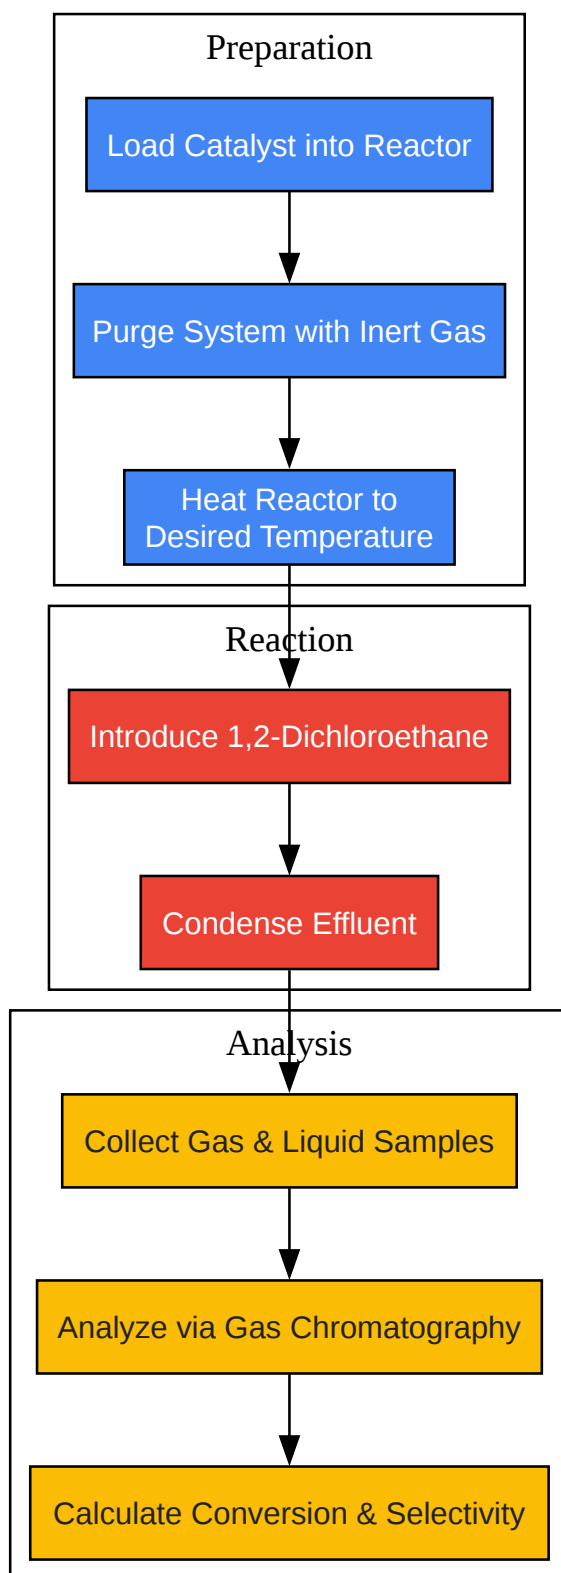 Preparation
Load Catalyst into Reactor
Purge System with Inert Gas
Heat Reactor to
Desired Temperature
Reaction
Introduce 1,2-Dichloroethane
Condense Effluent
Analysis
Collect Gas & Liquid Samples
Analyze via Gas Chromatography
Calculate Conversion & Selectivity